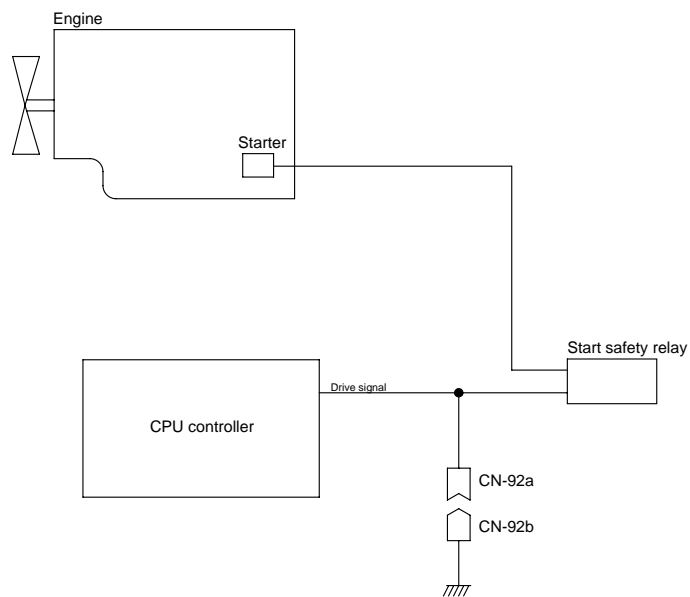 Engine
Starter
Start safety relay
Drive signal
CPU controller
CN-92a
CN-92b